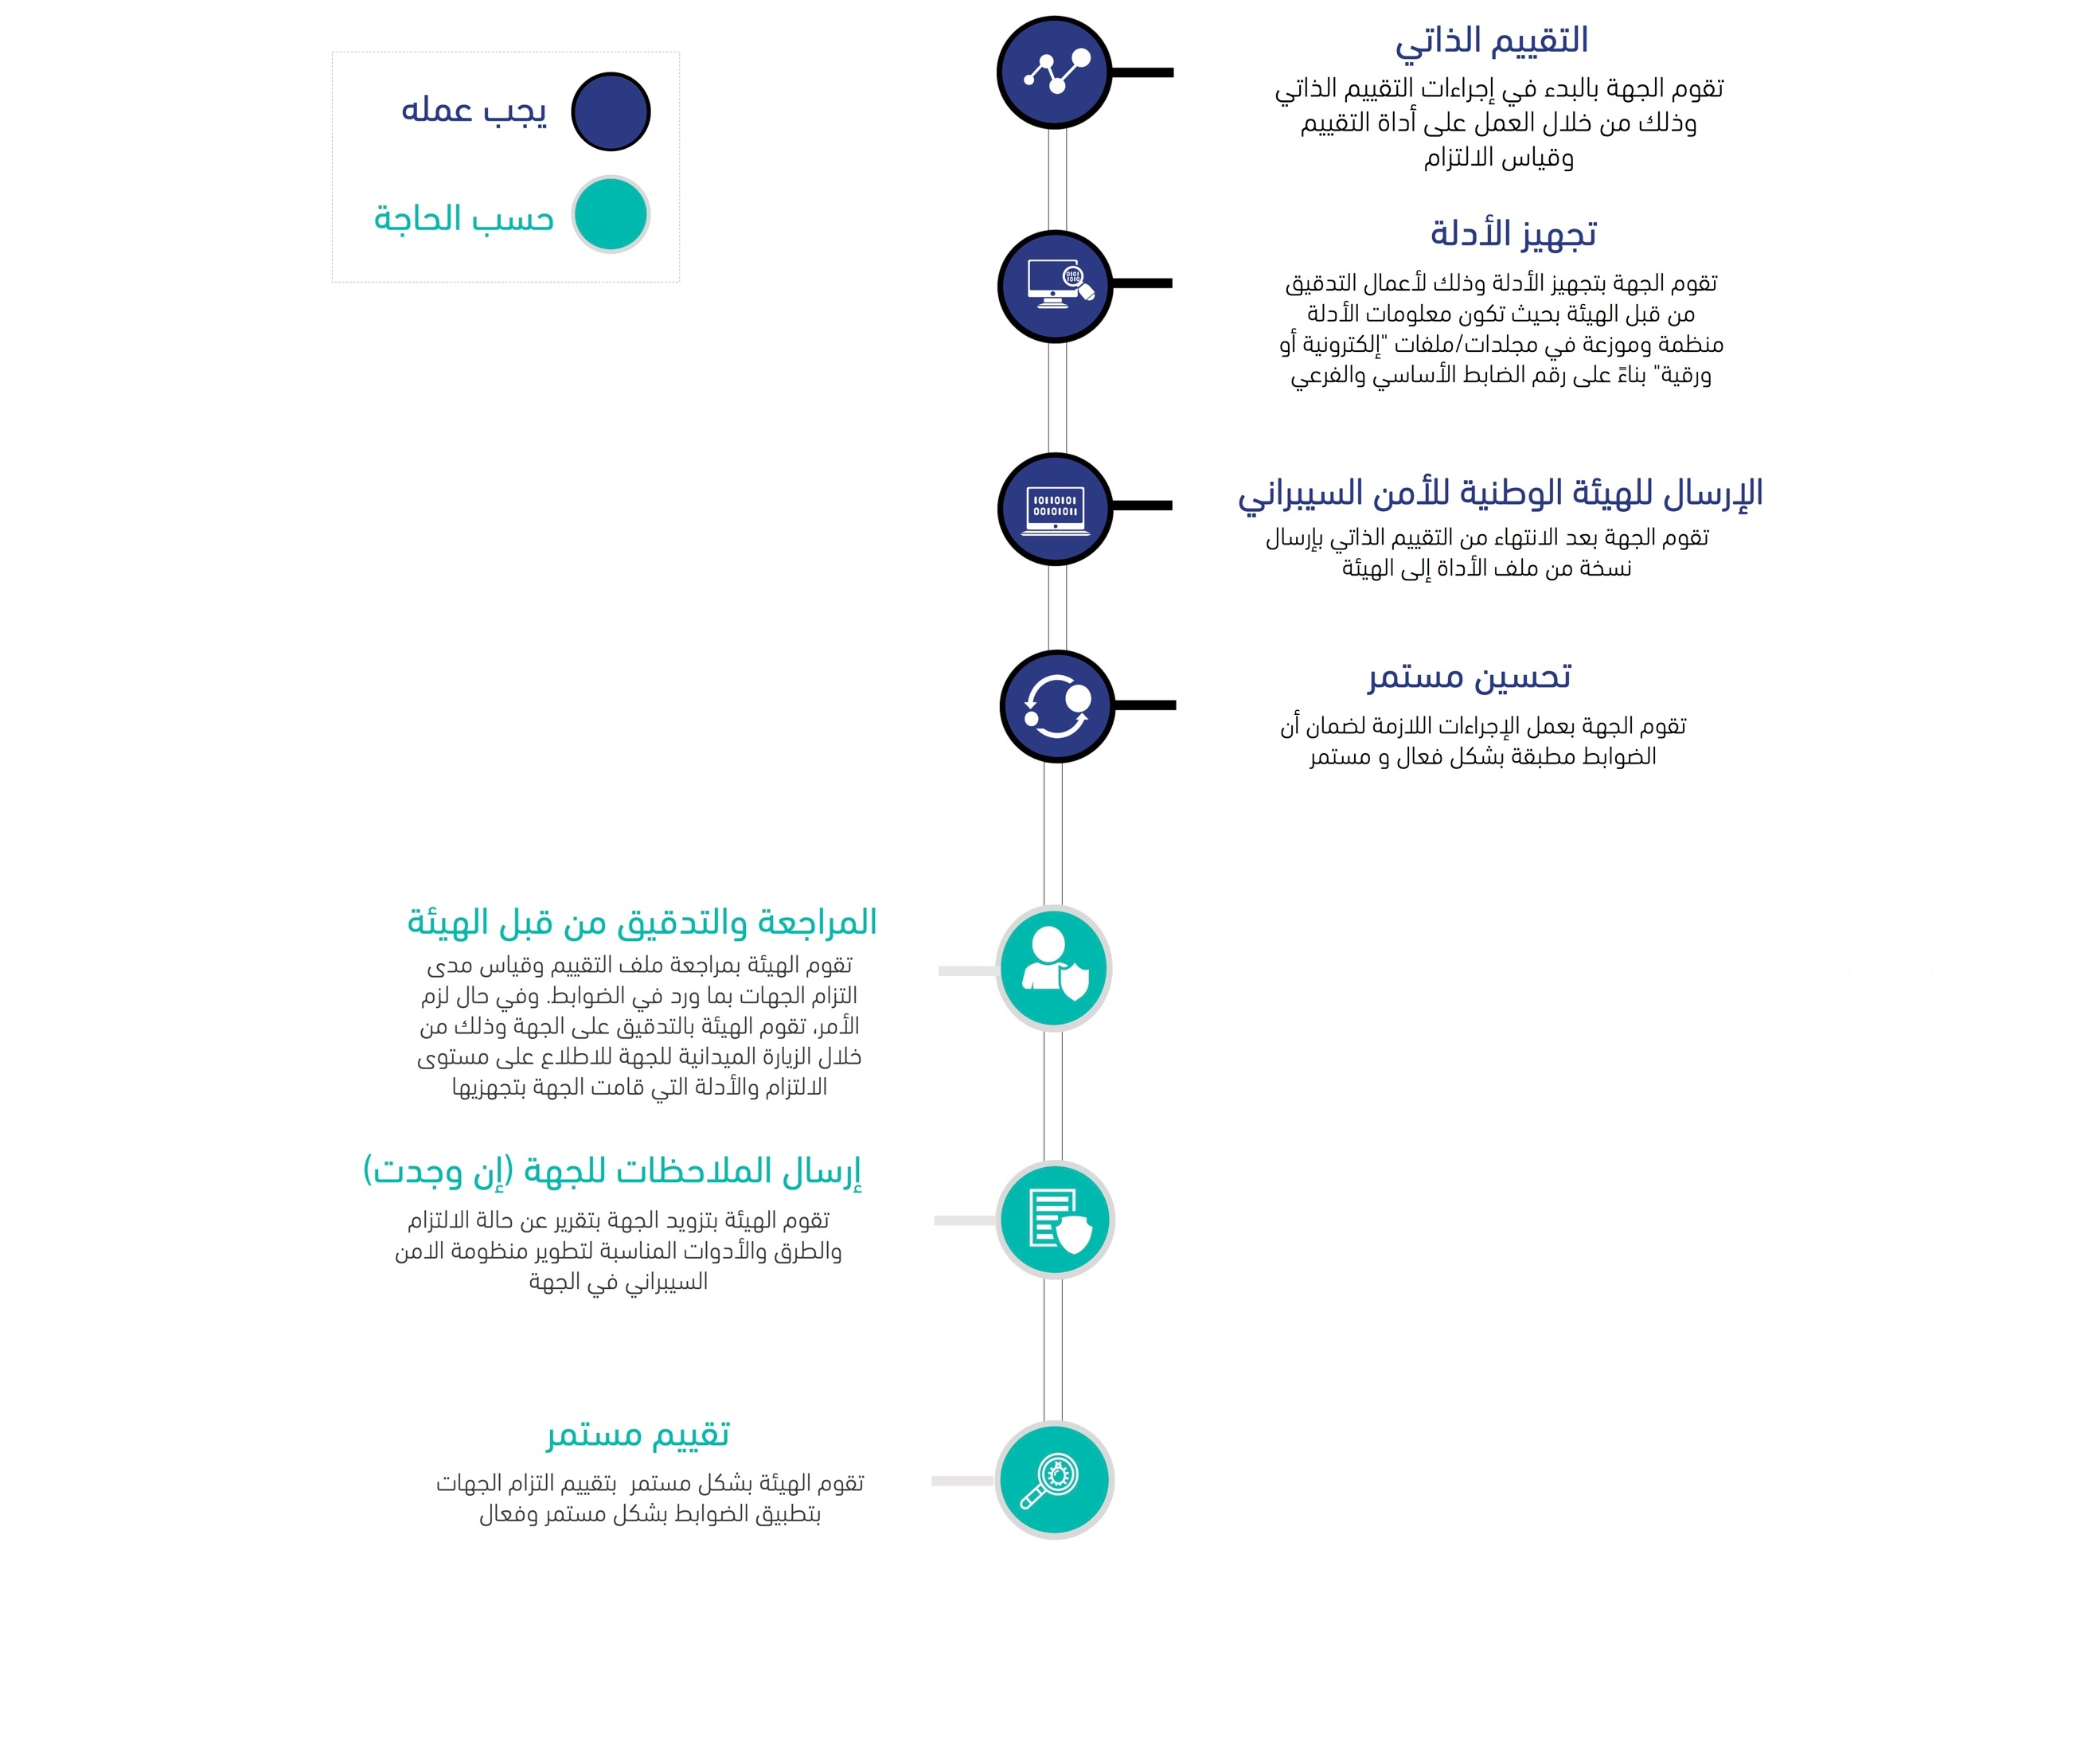 التقييم الذاتي
تقوم الجهة بالبدء في إجراءات التقييم الذاتي
وذلك من خلال العمل على أداة التقييم
وقياس الالتزام
يجب عمله
حسب الحاجة
تجهيز الأدلة
تقوم الجهة بتجهيز الأدلة وذلك لأعمال التدقيق
من قبل الهيئة بحيث تكون معلومات الأدلة
منظمة وموزعة في مجلدات/ملفات "إلكترونية أو
ورقية" بناءً على رقم الضابط الأساسي والفرعي
الإرسال للهيئة الوطنية للأمن السيبراني
تقوم الجهة بعد الانتهاء من التقييم الذاتي بإرسال
نسخة من ملف الأداة إلى الهيئة
تحسين مستمر
تقوم الجهة بعمل الإجراءات اللازمة لضمان أن
الضوابط مطبقة بشكل فعال و مستمر
المراجعة والتدقيق من قبل الهيئة
تقوم الهيئة بمراجعة ملف التقييم وقياس مدى
التزام الجهات بما ورد في الضوابط. وفي حال لزم
الأمر، تقوم الهيئة بالتدقيق على الجهة وذلك من
خلال الزيارة الميدانية للجهة للاطلاع على مستوى
الالتزام والأدلة التي قامت الجهة بتجهزيها
إرسال الملاحظات للجهة (إن وجدت)
تقوم الهيئة بتزويد الجهة بتقرير عن حالة الالتزام
والطرق والأدوات المناسبة لتطوير منظومة الامن
السيبراني في الجهة
تقييم مستمر
تقوم الهيئة بشكل مستمر بتقييم التزام الجهات
بتطبيق الضوابط بشكل مستمر وفعال
0101
1010
10110101
00101011